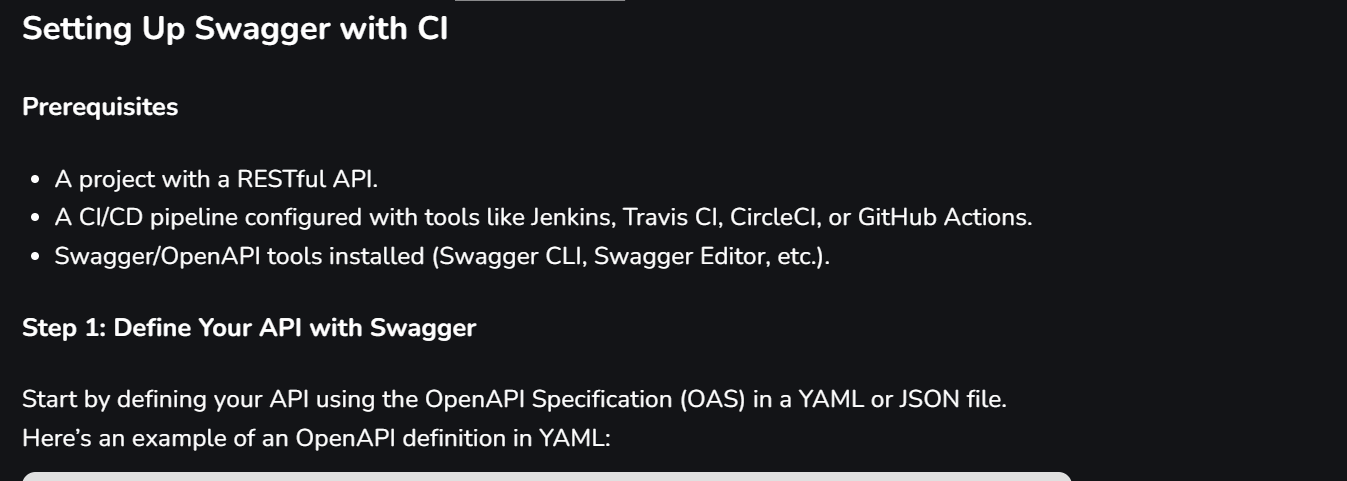 Setting Up Swagger with CI
Prerequisites
• A project with a RESTful API.
• A CI/CD pipeline configured with tools like Jenkins, Travis CI, CircleCI, or GitHub Actions.
• Swagger/OpenAPI tools installed (Swagger CLI, Swagger Editor, etc.).
Step 1: Define Your API with Swagger
Start by defining your API using the OpenAPI Specification (OAS) in a YAML or JSON file.
Here’s an example of an OpenAPI definition in YAML: